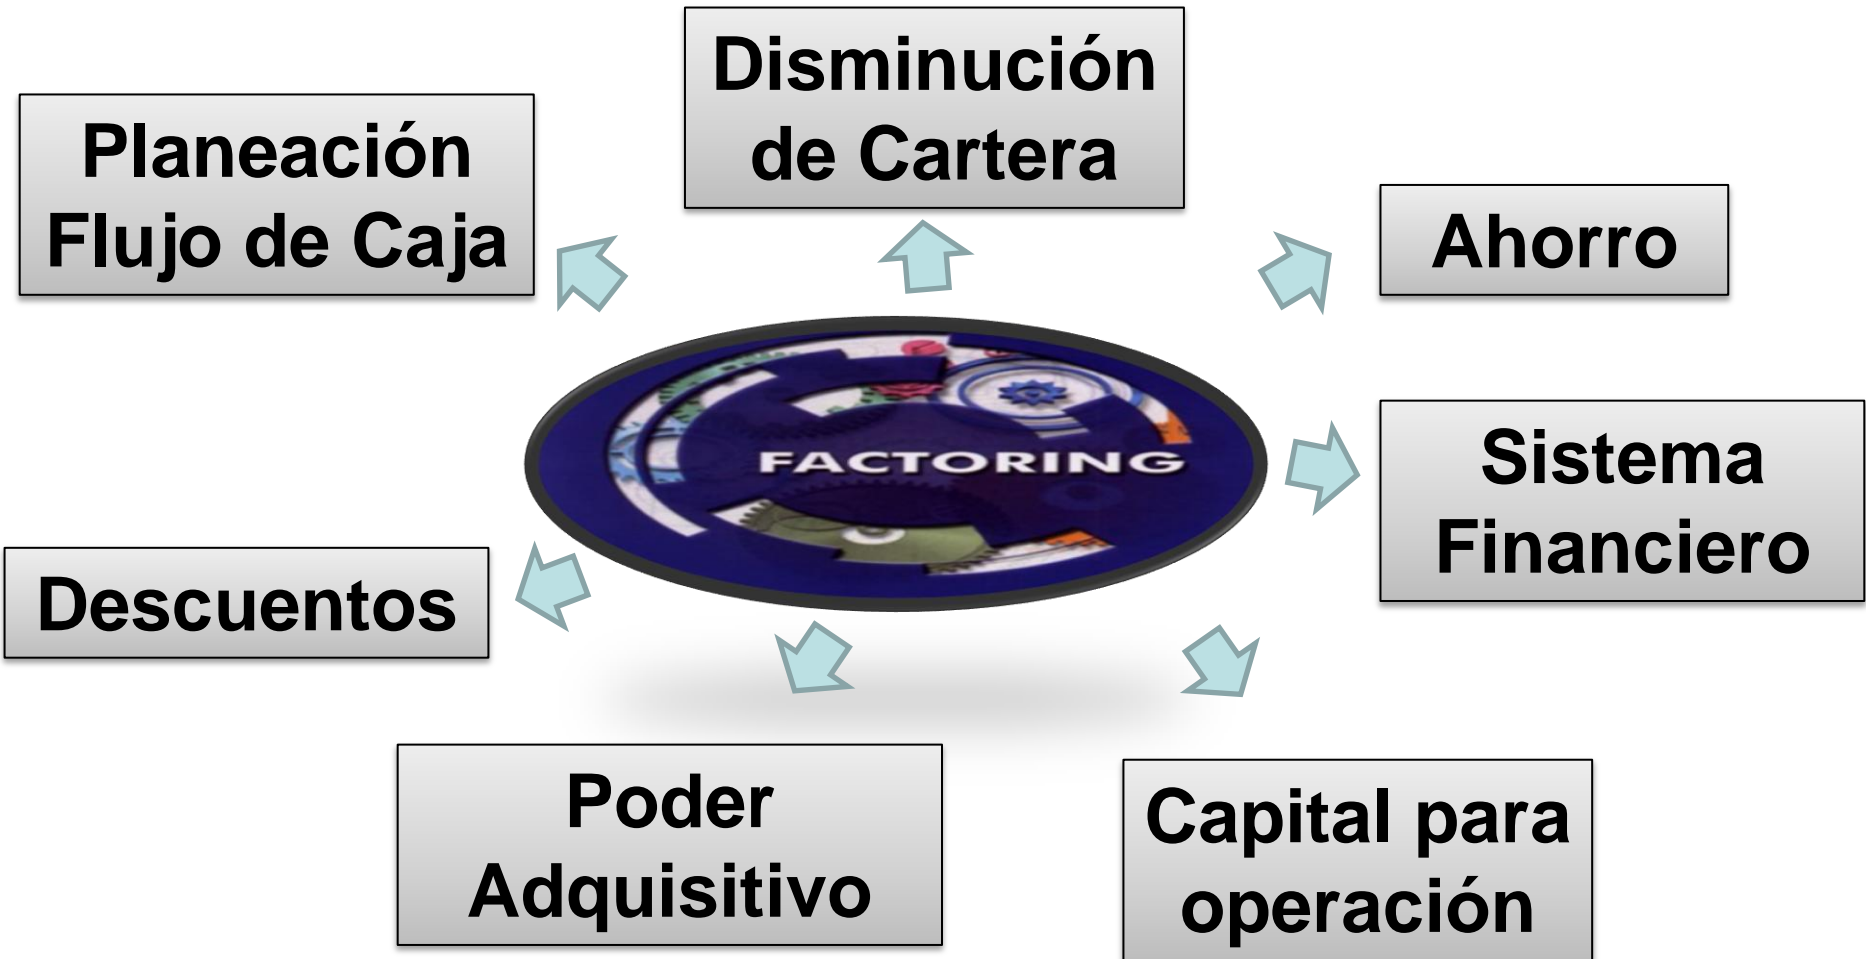 Disminución
de Cartera
Planeación
Flujo de Caja
Ahorro
FACTORING
Sistema
Financiero
Descuentos
Poder
Adquisitivo
Capital para
operación